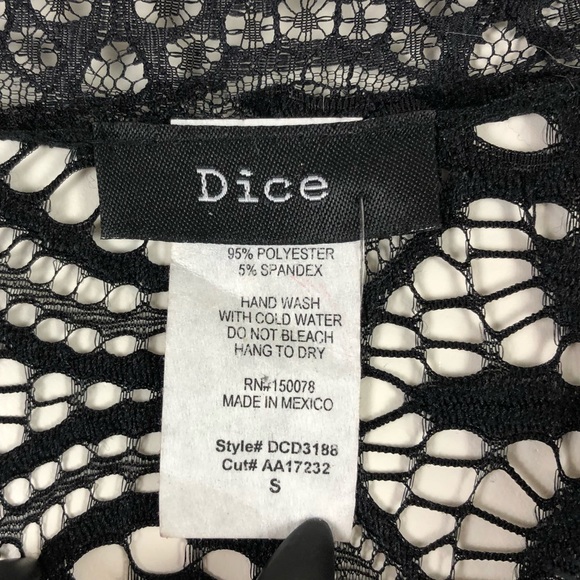 Dice
95% POLYESTER
5% SPANDEX
HAND WASH
WITH COLD WATER
DO NOT BLEACH
HANG TO DRY
RN#150078
MADE IN MEXICO
Style# DCD3188
Cut# AA17232
S